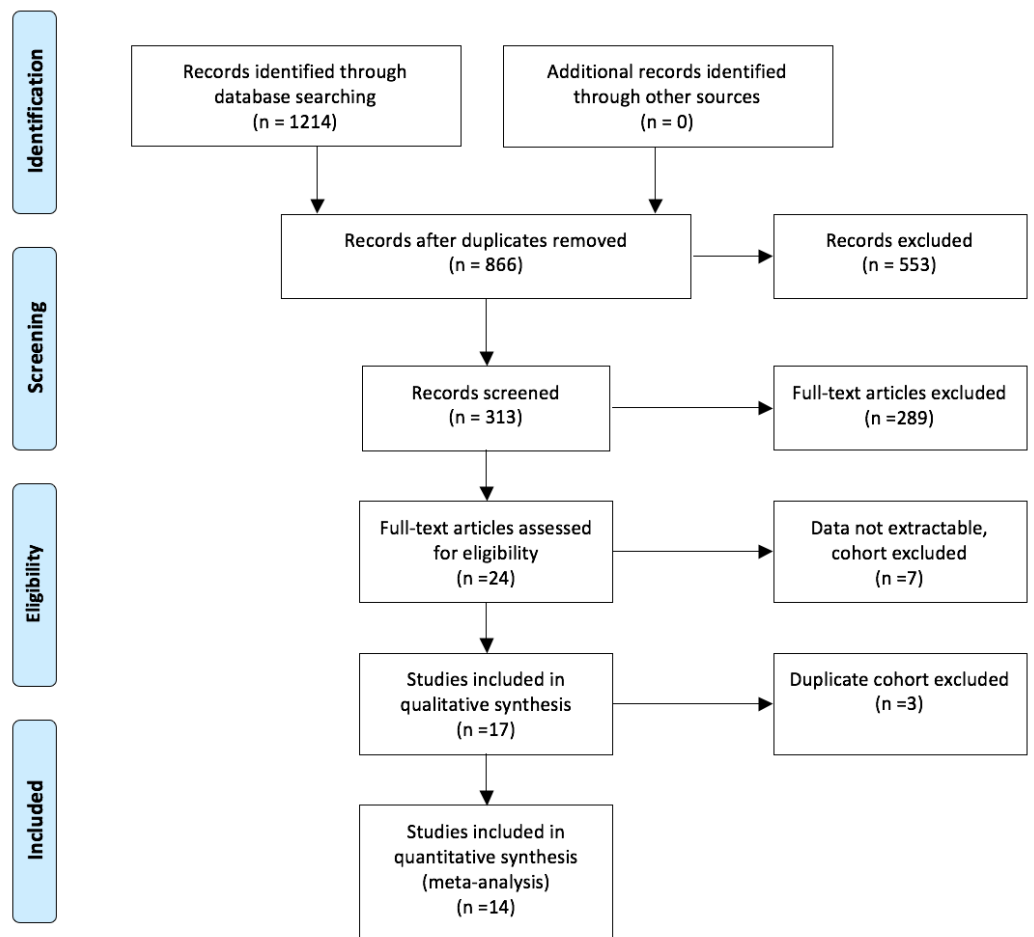 Identification
Records identified through
database searching
(n = 1214)
Additional records identified
through other sources
(n = 0)
Records after duplicates removed
(n = 866)
Records excluded
(n = 553)
Screening
Records screened
(n = 313)
Full-text articles excluded
(n =289)
Eligibility
Full-text articles assessed
for eligibility
(n =24)
Data not extractable,
cohort excluded
(n =7)
Studies included in
qualitative synthesis
(n =17)
Duplicate cohort excluded
(n =3)
Included
Studies included in
quantitative synthesis
(meta-analysis)
(n =14)